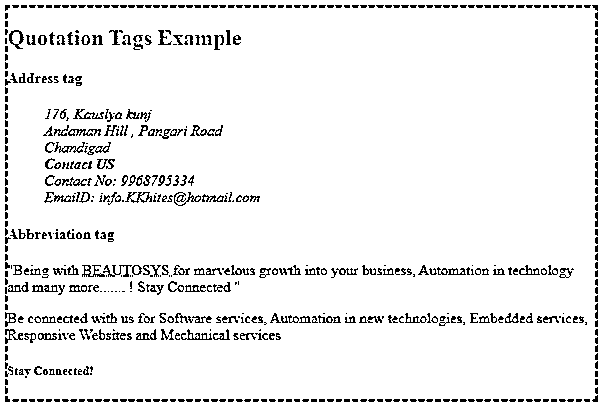 Quotation Tags Example
Address tag
176, Kauslya kunj
Andaman Hill , Pangari Road
Chandigad
Contact US
Contact No: 9968795334
EmailD: info.KKhites@hotmail.com
Abbreviation tag
"Being with BEAUTOSYS for marvelous growth into your business, Automation in technology
and many more....... ! Stay Connected "
Be connected with us for Software services, Automation in new technologies, Embedded services,
Responsive Websites and Mechanical services
Stay Connected!